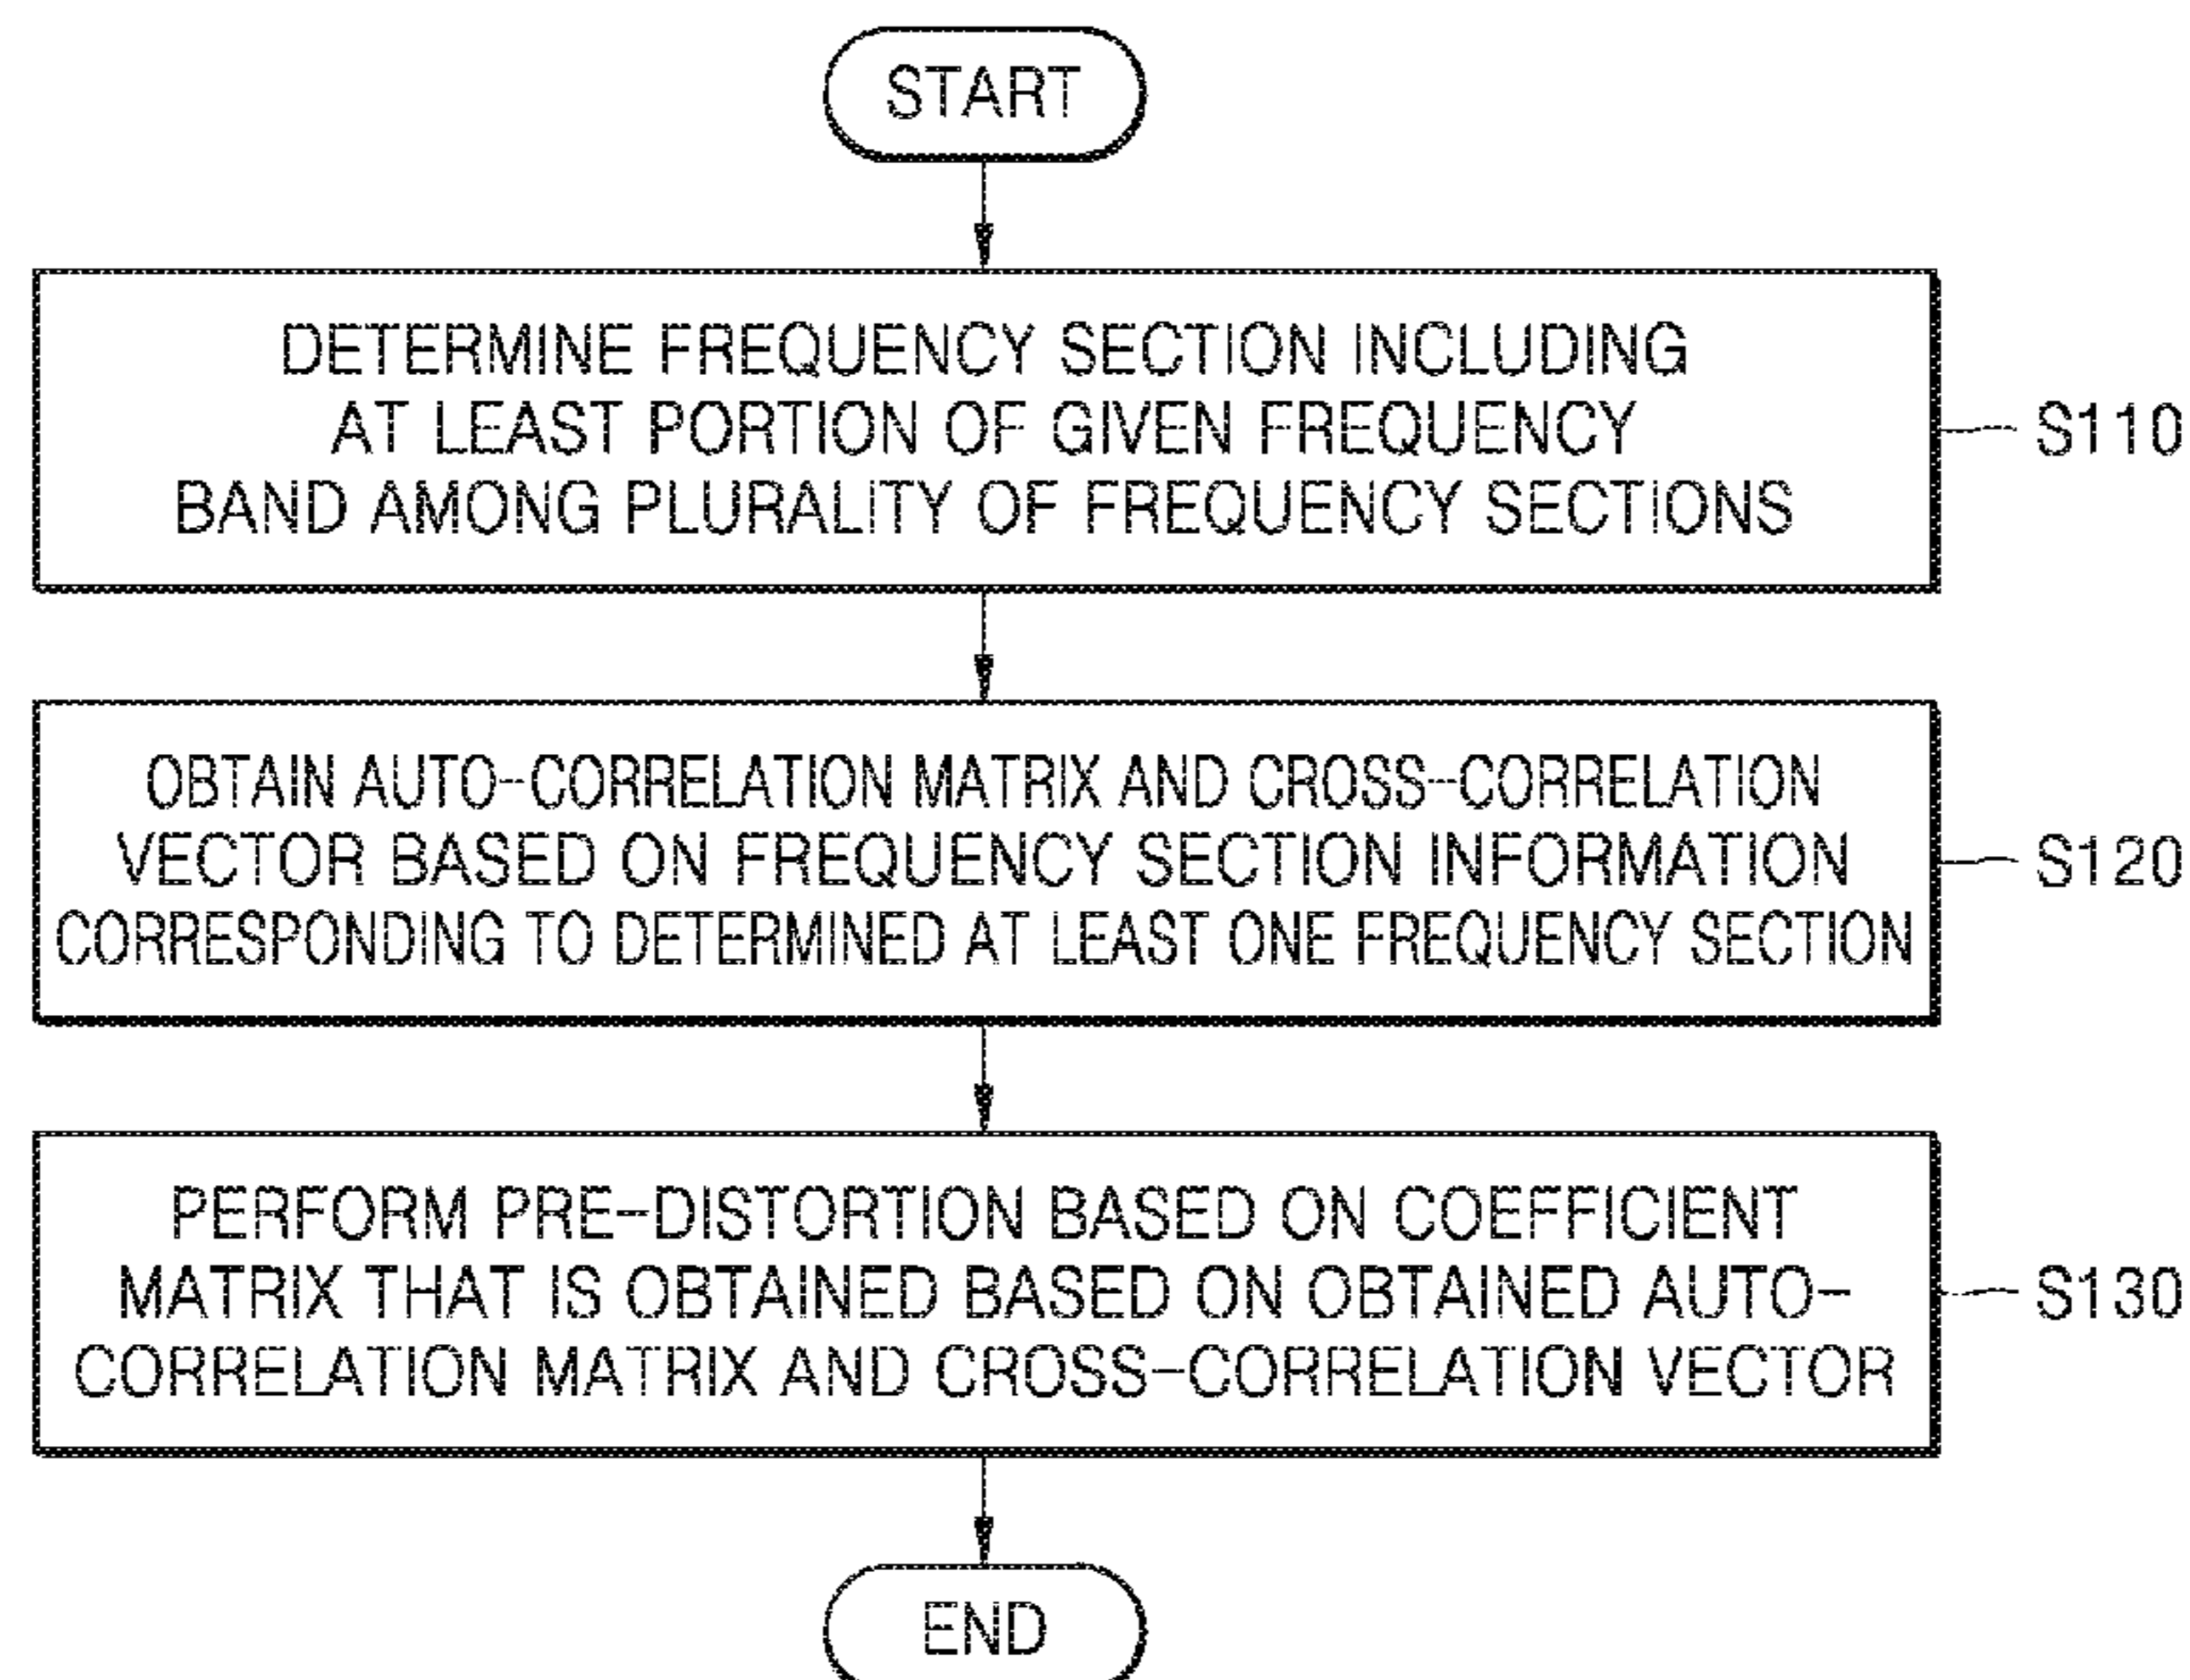 START
DETERMINE FREQUENCY SECTION INCLUDING
AT LEAST PORTION OF GIVEN FREQUENCY
BAND AMONG PLURALITY OF FREQUENCY SECTIONS
S110
OBTAIN AUTO-CORRELATION MATRIX AND CROSS-CORRELATION
VECTOR BASED ON FREQUENCY SECTION INFORMATION
CORRESPONDING TO DETERMINED AT LEAST ONE FREQUENCY SECTION
S120
PERFORM PRE-DISTORTION BASED ON COEFFICIENT
MATRIX THAT IS OBTAINED BASED ON OBTAINED AUTO-
CORRELATION MATRIX AND CROSS-CORRELATION VECTOR
S130
END